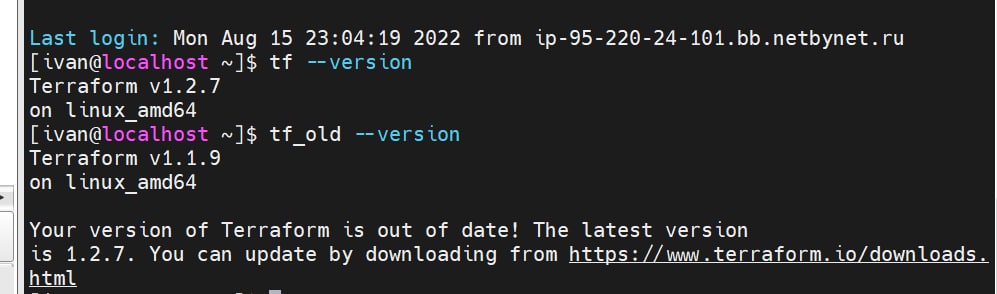 Last login: Mon Aug 15 23:04:19 2022 from ip-95-220-24-101.bb.netbynet.ru
[ivan@localhost ~]$ tf --version
Terraform v1.2.7
on linux_amd64
[ivan@localhost ~]$ tf_old --version
Terraform v1.1.9
on linux_amd64
Your version of Terraform is out of date! The latest version
is 1.2.7. You can update by downloading from https://www.terraform.io/downloads.
html